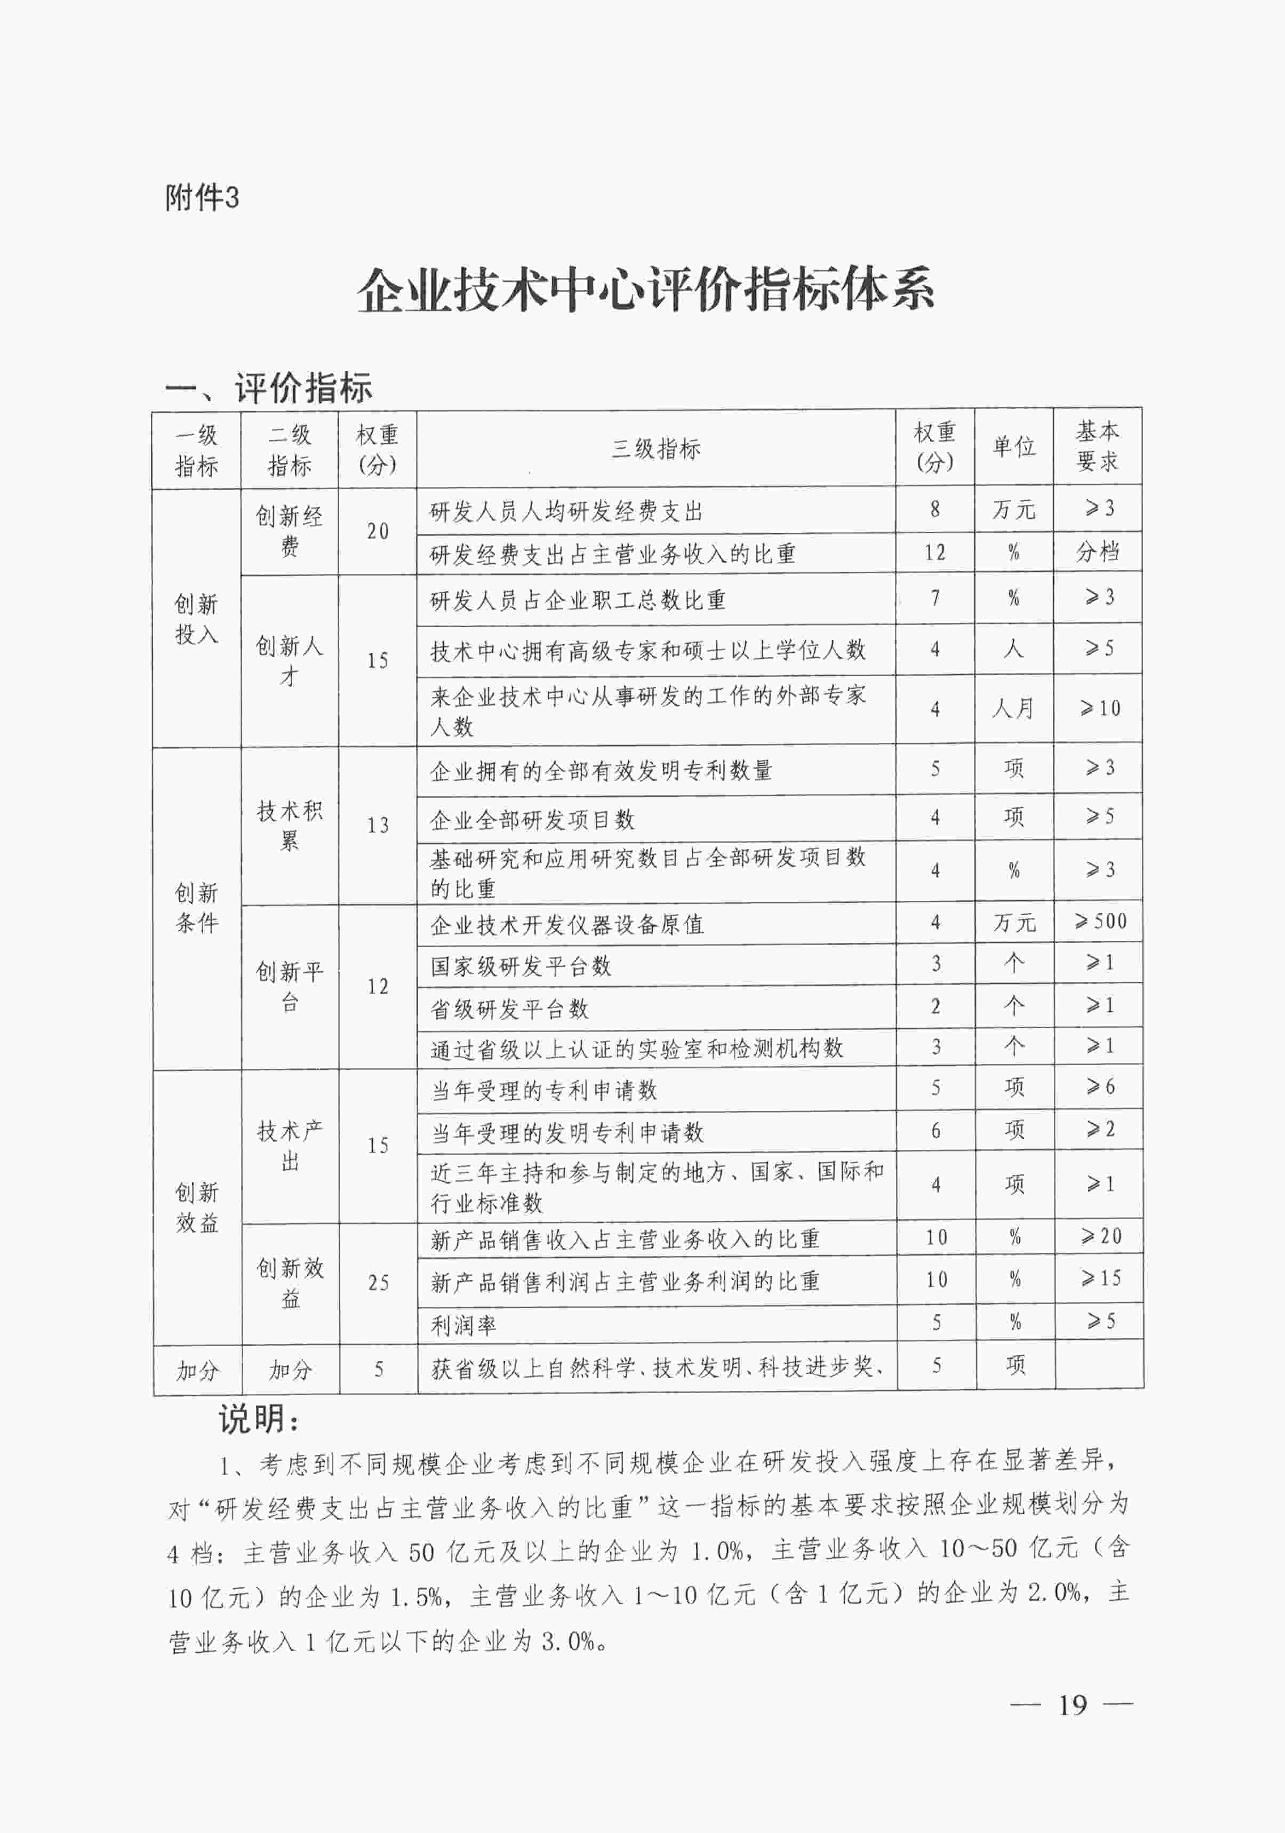 附件3
企业技术中心评价指标体系
一、评价指标
一级
指标
二级
指标
权重
(分)
三级指标
权重
(分)
单位
基本
要求
创新
投入
创新经
费
20
研发人员人均研发经费支出
8
万元
≥3
研发经费支出占主营业务收入的比重
12
%
分档
创新人
才
15
研发人员占企业职工总数比重
7
%
≥3
技术中心拥有高级专家和硕士以上学位人数
4
人
≥5
来企业技术中心从事研发的工作的外部专家
人数
4
人月
≥10
创新
条件
技术积
累
13
企业拥有的全部有效发明专利数量
5
项
≥3
企业全部研发项目数
4
项
≥5
基础研究和应用研究数目占全部研发项目数
的比重
4
%
≥3
创新平
台
12
企业技术开发仪器设备原值
4
万元
≥500
国家级研发平台数
3
个
≥1
省级研发平台数
2
个
≥1
通过省级以上认证的实验室和检测机构数
3
个
≥1
创新
效益
技术产
出
15
当年受理的专利申请数
5
项
≥6
当年受理的发明专利申请数
6
项
≥2
近三年主持和参与制定的地方、国家、国际和
行业标准数
4
项
≥1
创新效
益
25
新产品销售收入占主营业务收入的比重
10
%
≥20
新产品销售利润占主营业务利润的比重
10
%
≥15
利润率
5
%
≥5
加分
加分
5
获省级以上自然科学、技术发明、科技进步奖、
5
项
说明：
1、考虑到不同规模企业考虑到不同规模企业在研发投入强度上存在显著差异，
对“研发经费支出占主营业务收入的比重”这一指标的基本要求按照企业规模划分为
4 档：主营业务收入 50 亿元及以上的企业为 1.0%，主营业务收入 10～50 亿元（含
10 亿元）的企业为 1.5%，主营业务收入 1～10 亿元（含 1 亿元）的企业为 2.0%，主
营业务收入 1 亿元以下的企业为 3.0%。
— 19 —